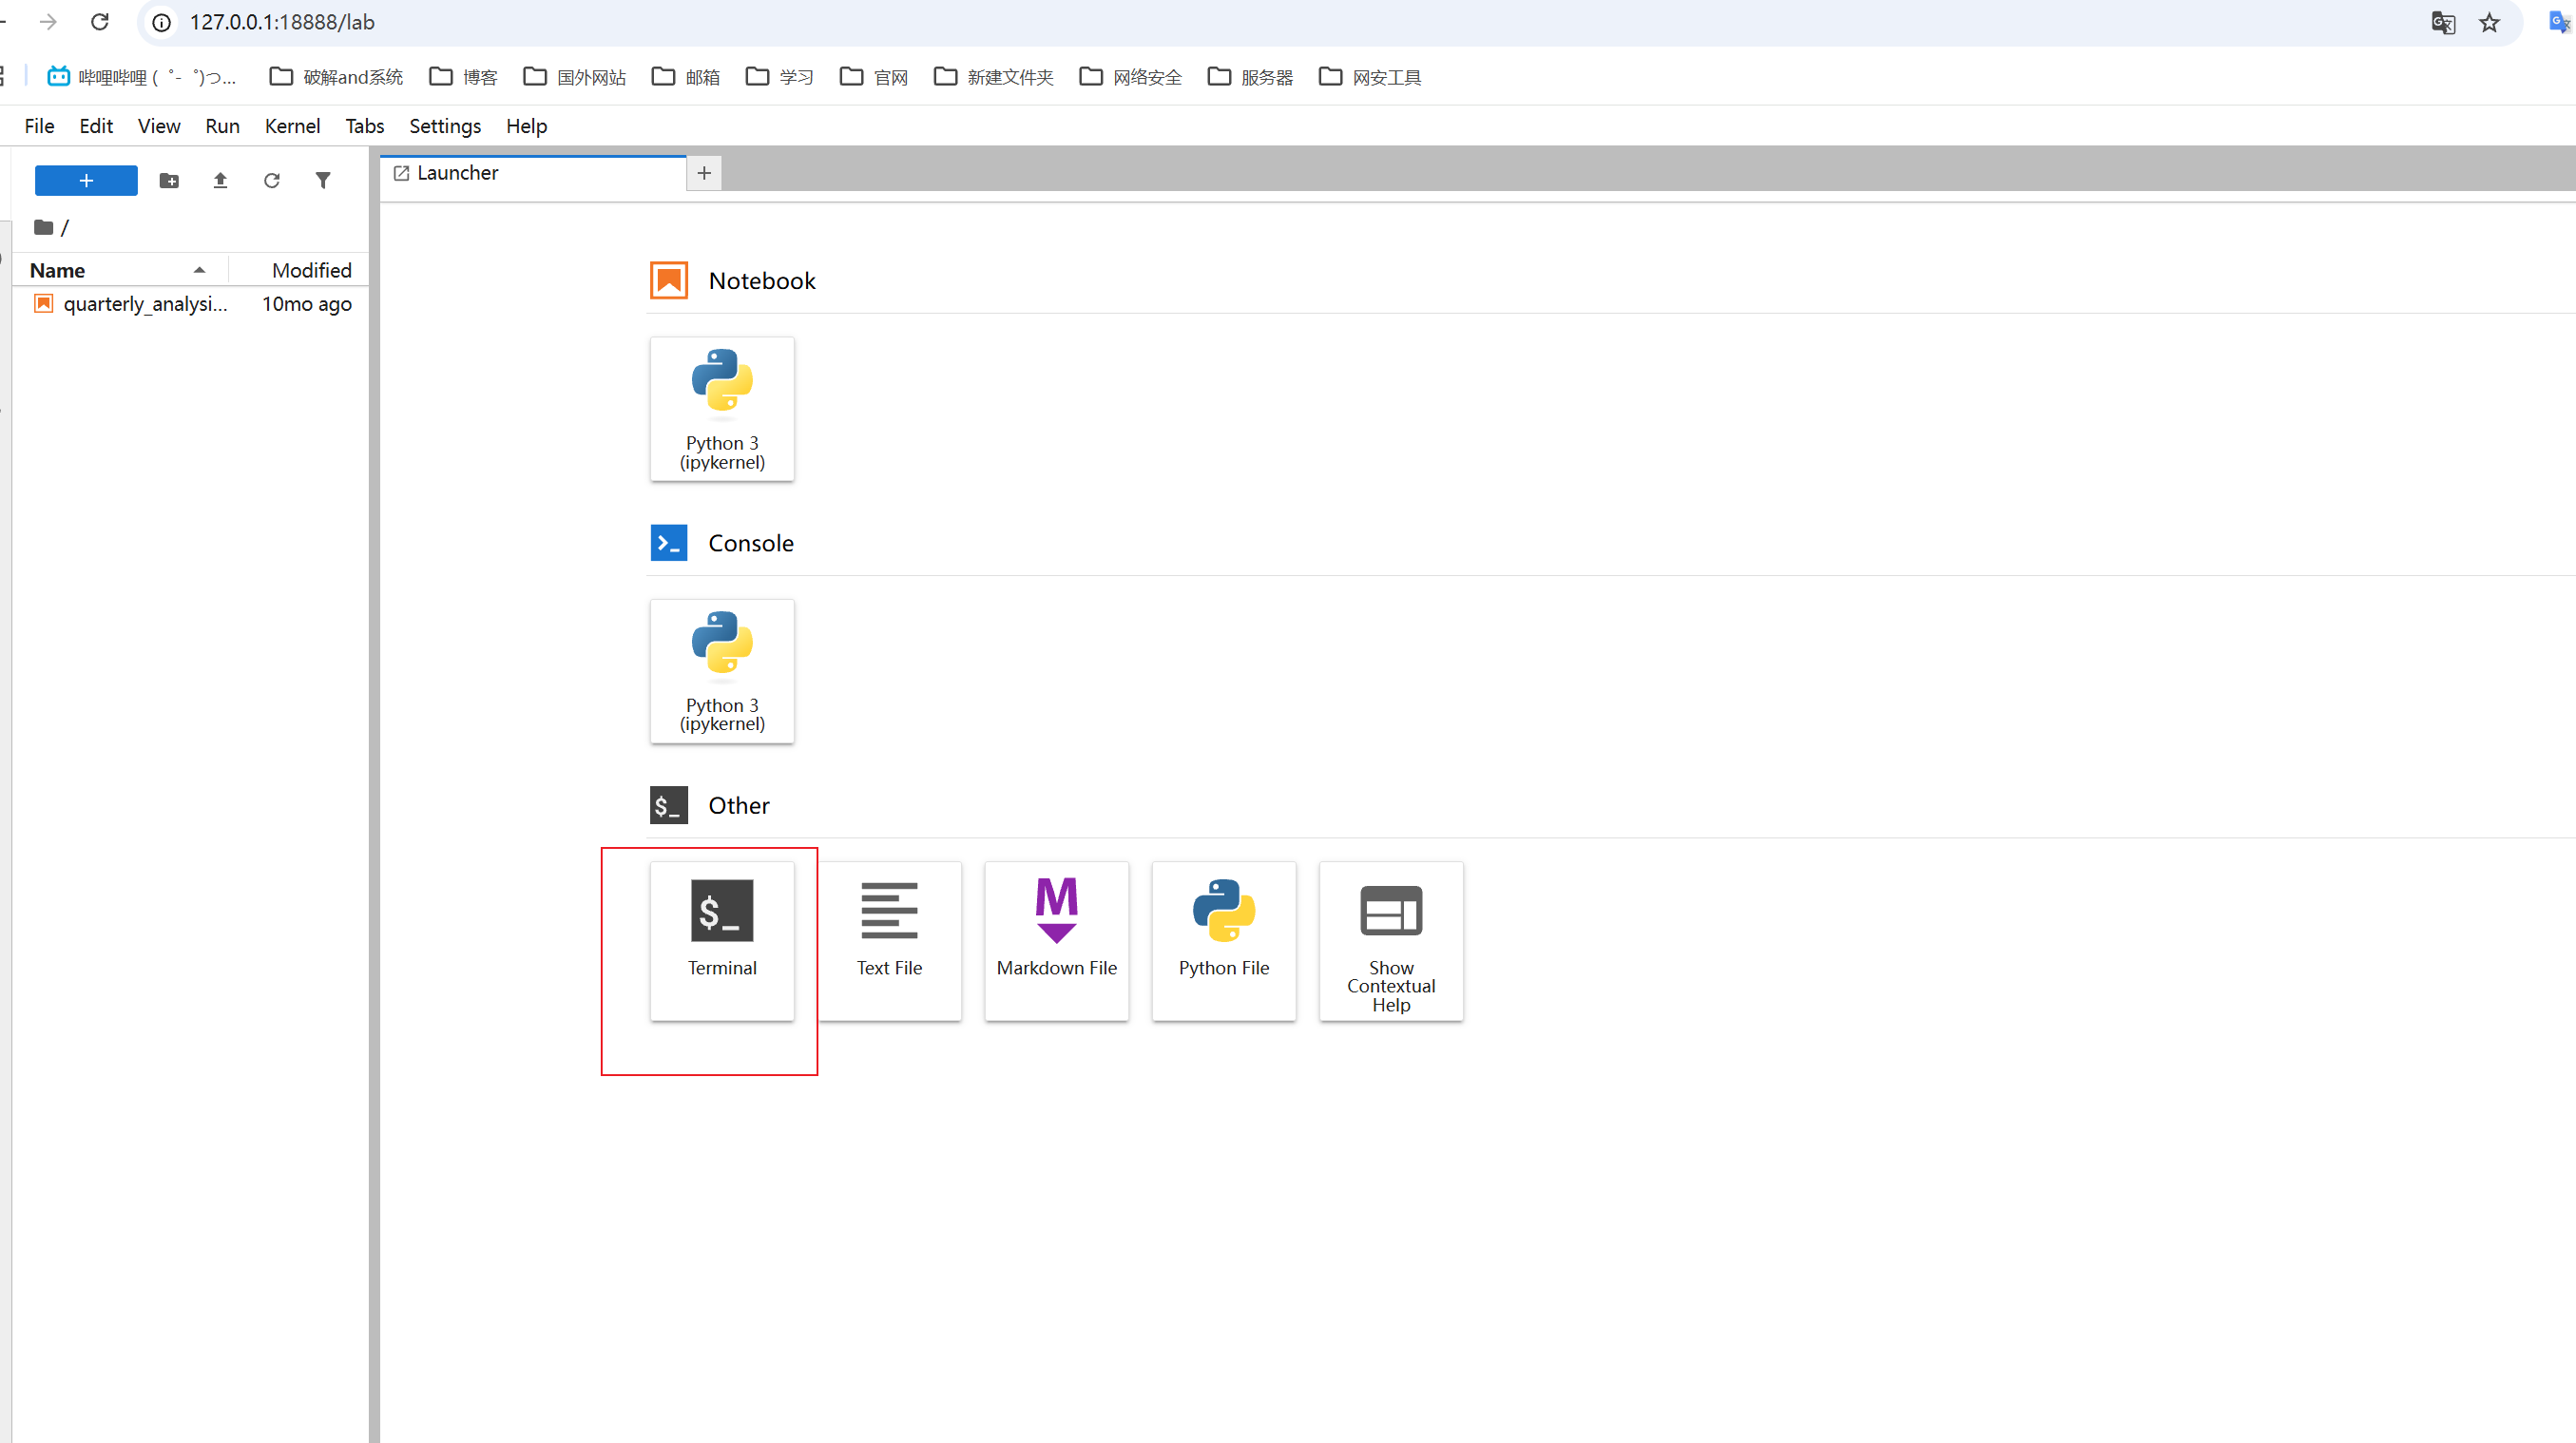 127.0.0.1:18888/lab
哔哩哔哩 (゜-゜)つ... 破解and系统 博客 国外网站 邮箱 学习 官网 新建文件夹 网络安全 服务器 网安工具
File Edit View Run Kernel Tabs Settings Help
Launcher
/
Name Modified
quarterly_analysi... 10mo ago
Notebook
Python 3
(ipykernel)
Console
Python 3
(ipykernel)
$_ Other
$_
Terminal
Text File
M
Markdown File
Python File
Show
Contextual
Help